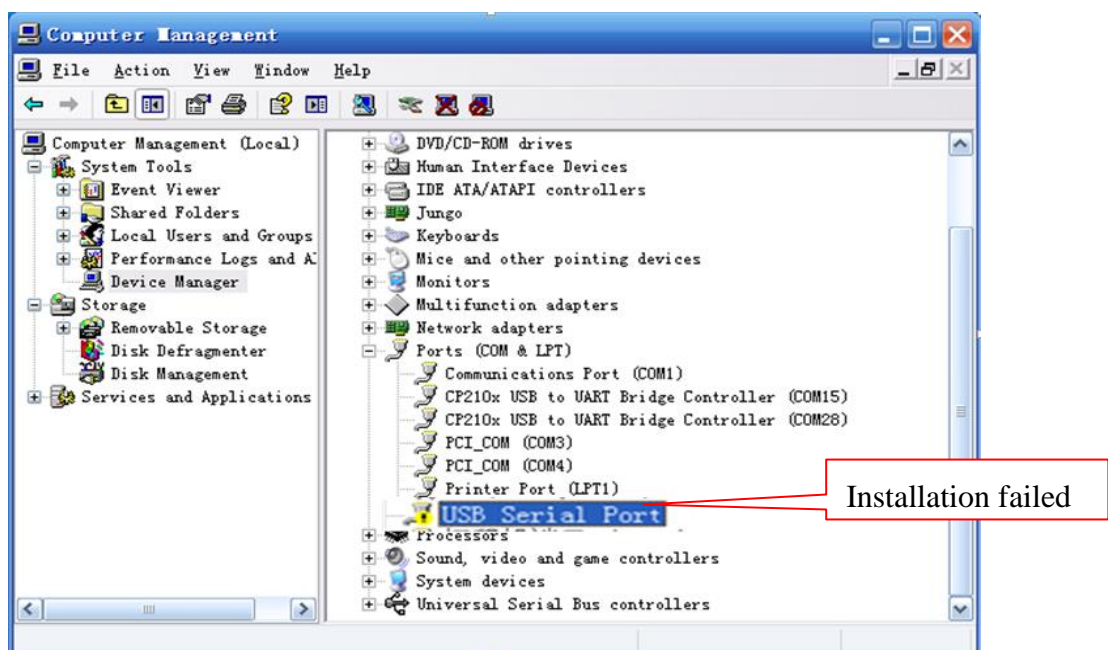 Computer Management
File Action View Window Help
Computer Management (Local)
System Tools
Event Viewer
Shared Folders
Local Users and Groups
Performance Logs and A
Device Manager
Storage
Removable Storage
Disk Defragmenter
Disk Management
Services and Applications
DVD/CD-ROM drives
Human Interface Devices
IDE ATA/ATAPI controllers
Jungo
Keyboards
Mice and other pointing devices
Monitors
Multifunction adapters
Network adapters
Ports (COM & LPT)
Communications Port (COM1)
CP210x USB to UART Bridge Controller (COM15)
CP210x USB to UART Bridge Controller (COM28)
PCI_COM (COM3)
PCI_COM (COM4)
Printer Port (LPT1)
USB Serial Port
Processors
Sound, video and game controllers
System devices
Universal Serial Bus controllers
Installation failed